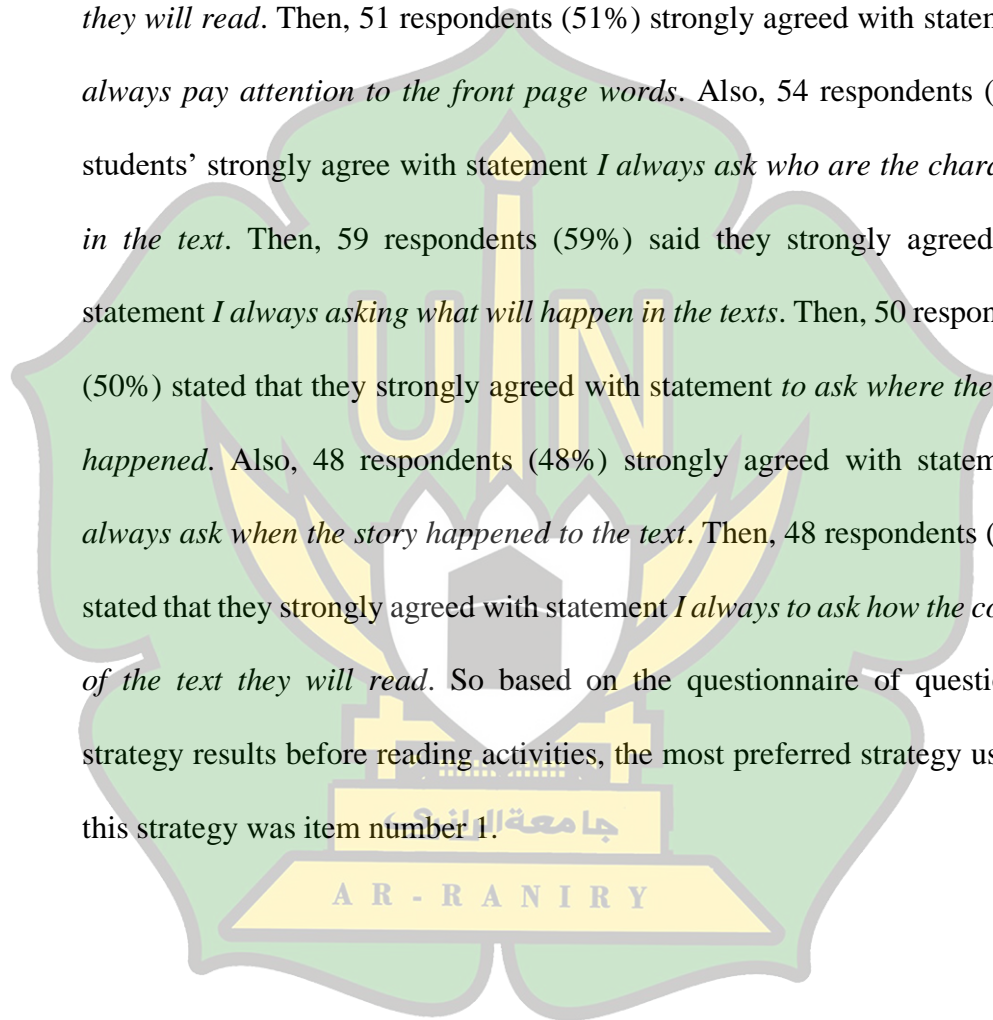 they will read. Then, 51 respondents (51%) strongly agreed with statem
always pay attention to the front page words. Also, 54 respondents (
students’ strongly agree with statement I always ask who are the chara
in the text. Then, 59 respondents (59%) said they strongly agreed
statement I always asking what will happen in the texts. Then, 50 respon
(50%) stated that they strongly agreed with statement to ask where the
happened. Also, 48 respondents (48%) strongly agreed with statem
always ask when the story happened to the text. Then, 48 respondents (
stated that they strongly agreed with statement I always to ask how the co
of the text they will read. So based on the questionnaire of questi
strategy results before reading activities, the most preferred strategy us
this strategy was item number 1.
UIN
جامعة الرانري
AR-RANIRY